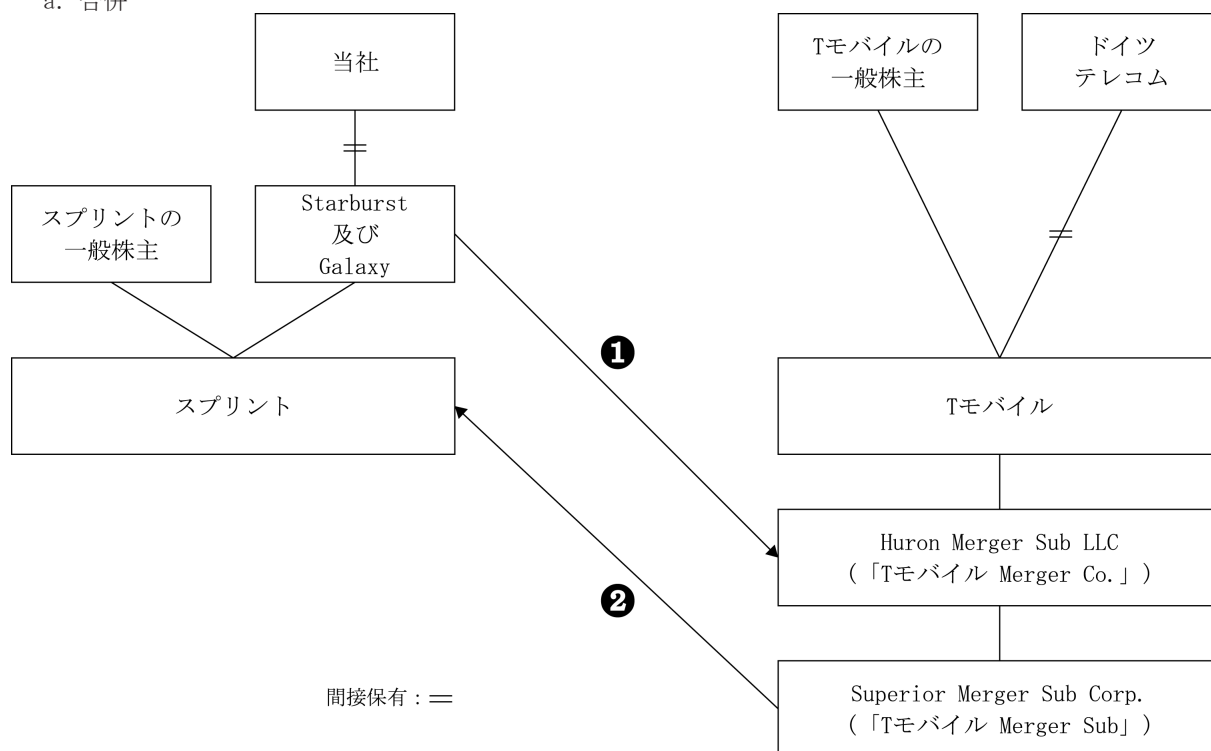 a. 合併
当社
Tモバイルの
一般株主
ドイツ
テレコム
スプリントの
一般株主
Starburst
及び
Galaxy
❶
スプリント
Tモバイル
Huron Merger Sub LLC
(「Tモバイル Merger Co.」)
❷
間接保有：＝
Superior Merger Sub Corp.
(「Tモバイル Merger Sub」)